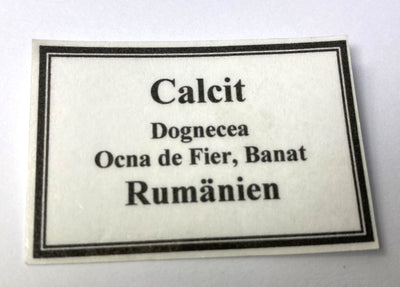 Calcit
Dognecea
Ocna de Fier, Banat
Rumänien